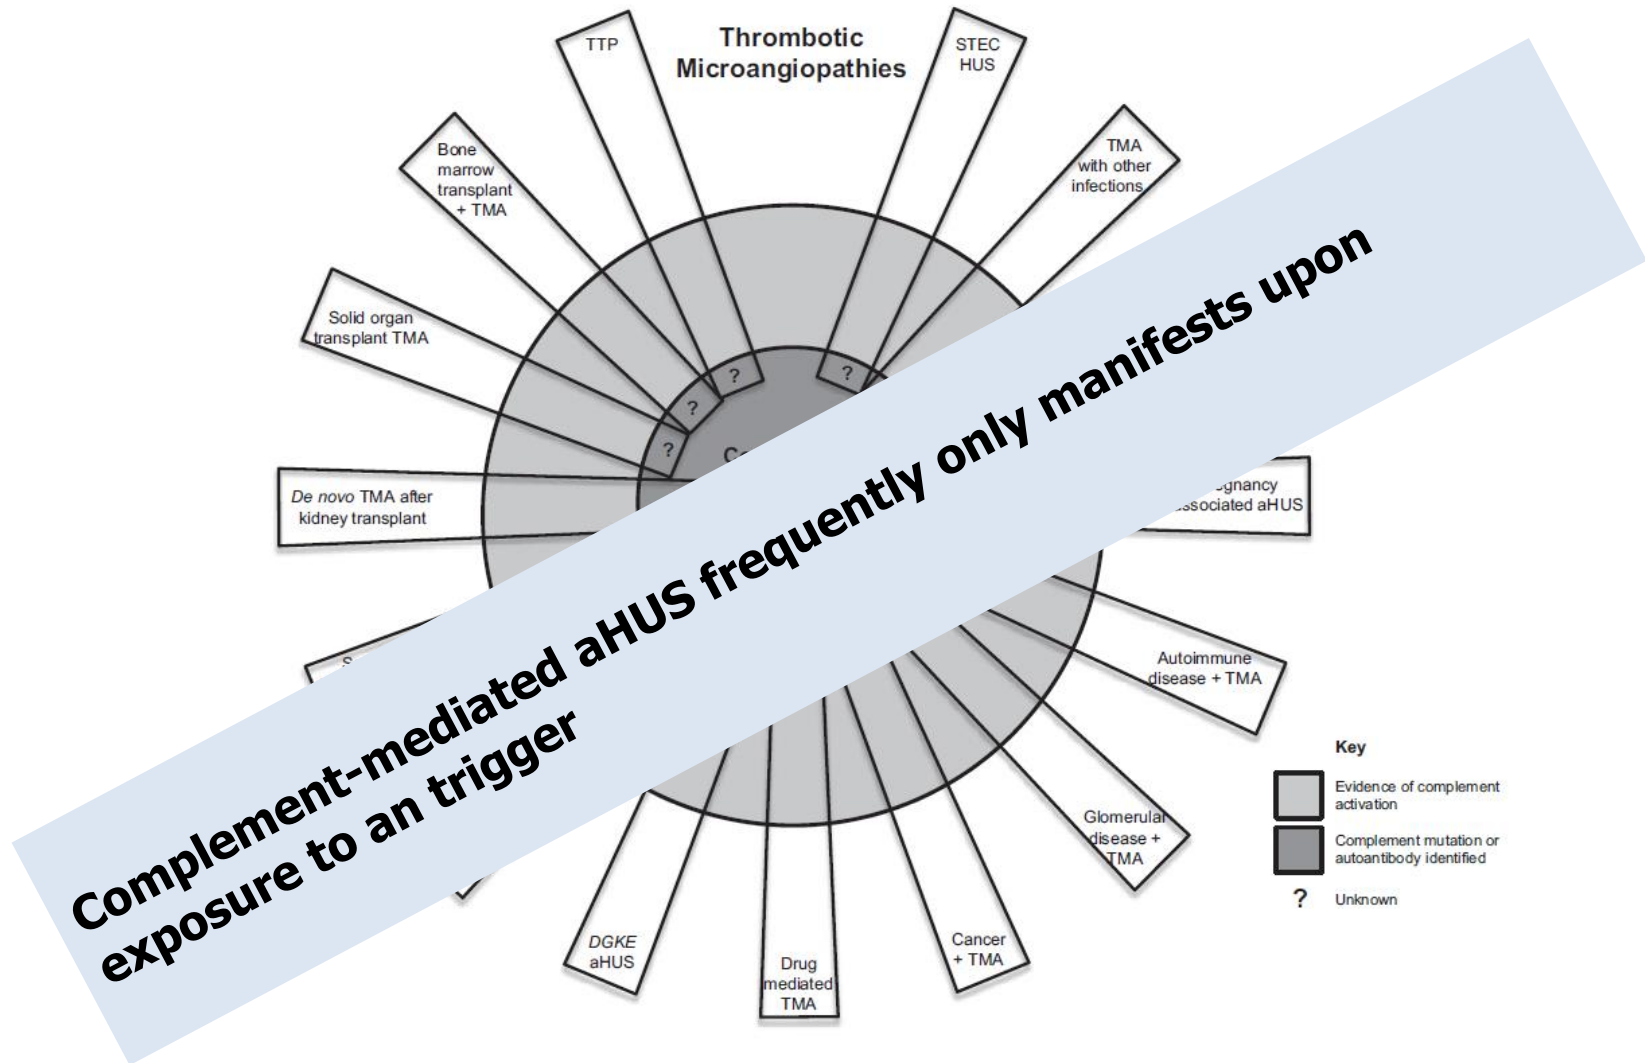 Thrombotic
Microangiopathies
TTP
STEC
HUS
Bone
marrow
transplant
+ TMA
TMA
with other
infections
Solid organ
transplant TMA
?
?
?
?
De novo TMA after
kidney transplant
associated aHUS
Complement-mediated aHUS frequently only manifests upon
exposure to an trigger
Autoimmune
disease + TMA
Glomerular
disease +
TMA
Cancer
+ TMA
Drug
mediated
TMA
DGKE
aHUS
Key
Evidence of complement
activation
Complement mutation or
autoantibody identified
?
Unknown